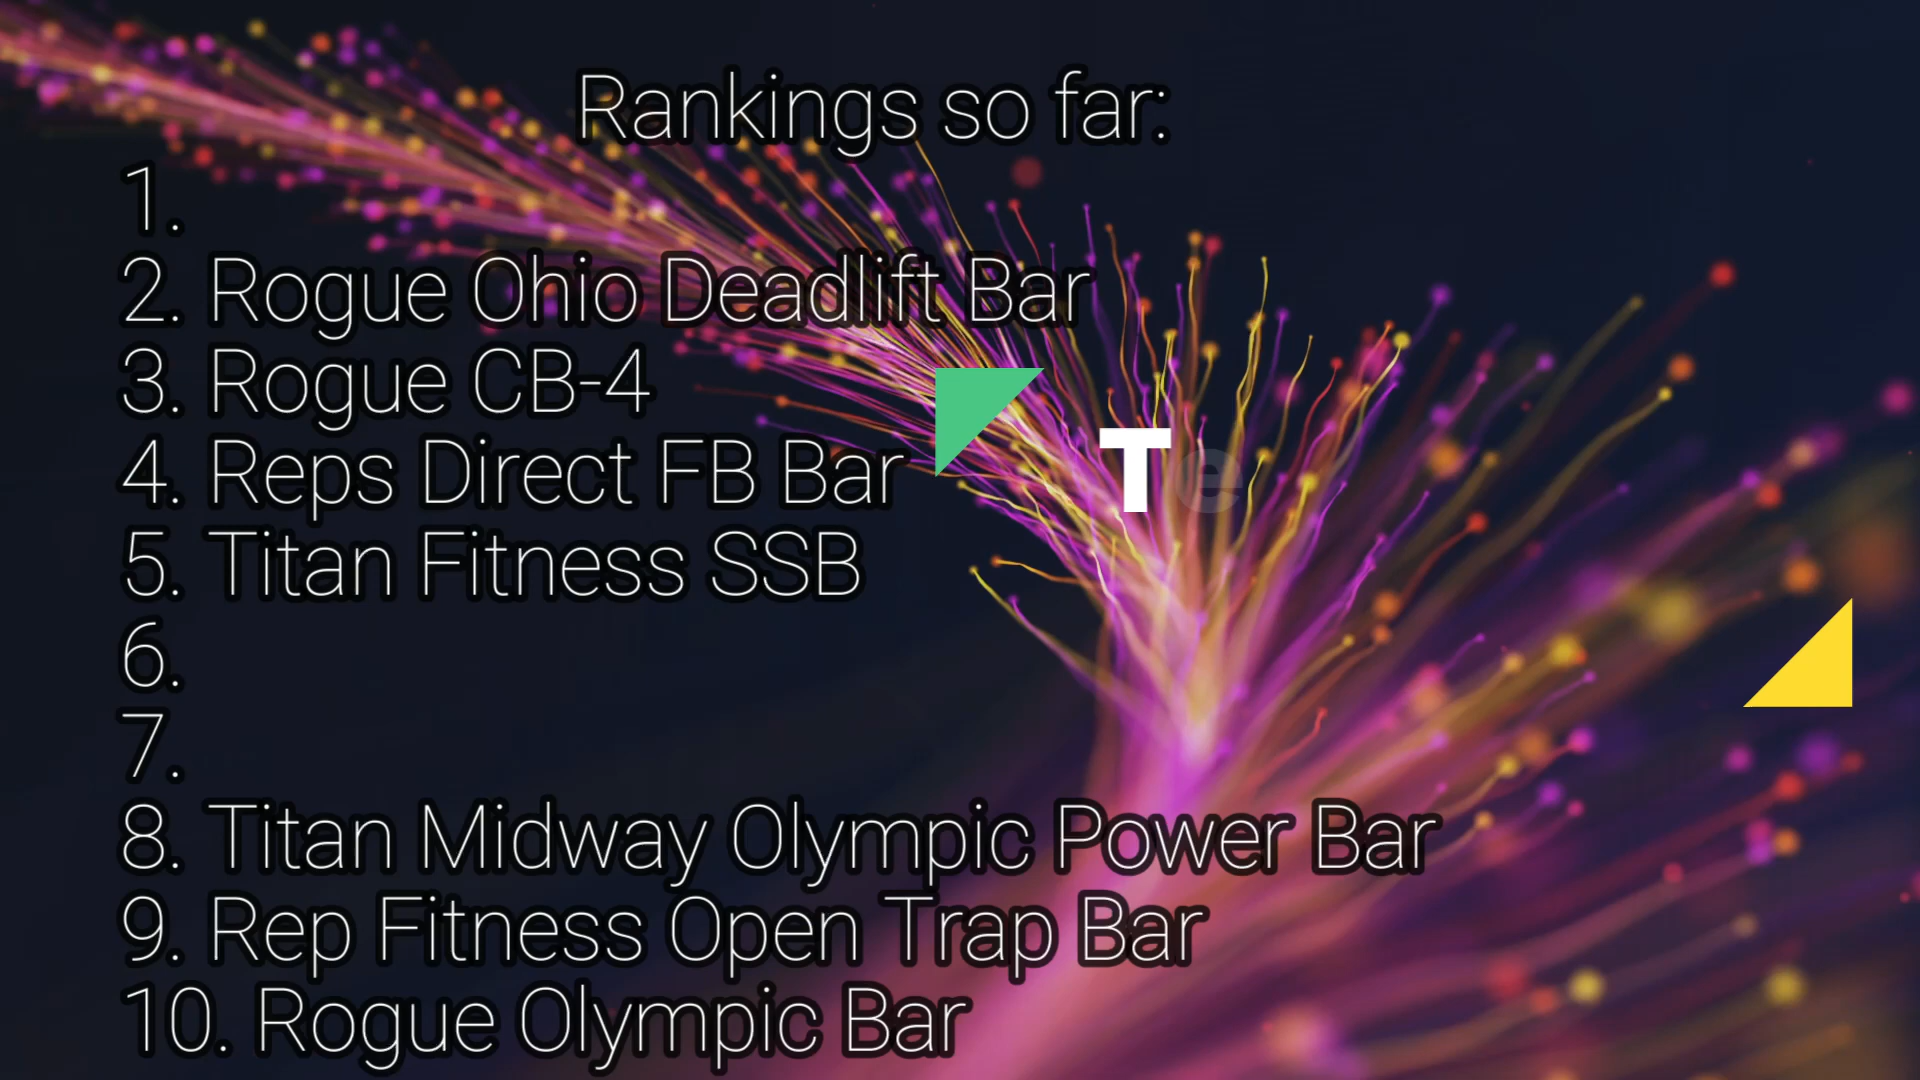 Rankings so far:
1.
2. Rogue Ohio Deadlift Bar
3. Rogue CB-4
4. Reps Direct FB Bar
5. Titan Fitness SSB
6.
7.
8. Titan Midway Olympic Power Bar
9. Rep Fitness Open Trap Bar
10. Rogue Olympic Bar
Te